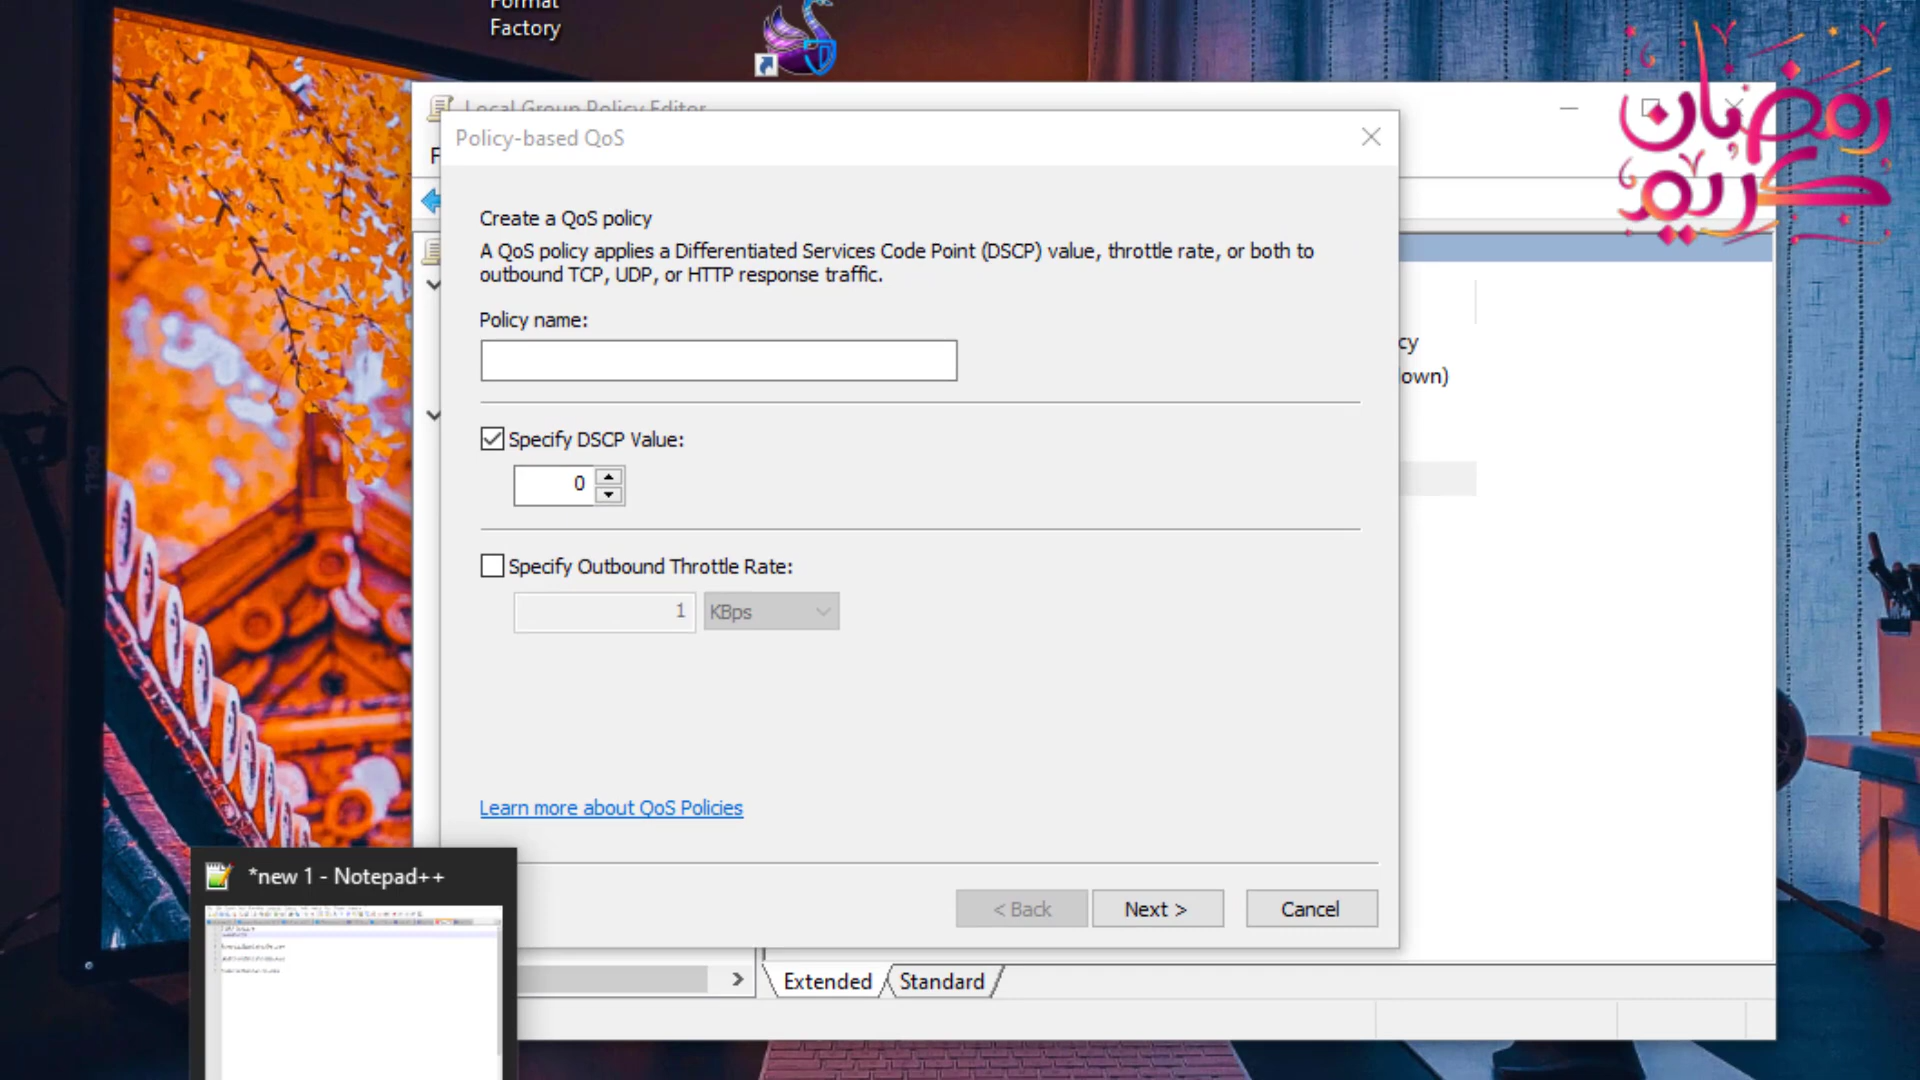 Format
Factory
رمضان
كريم
Local Group Policy Editor
Policy-based QoS
F
Create a QoS policy
A QoS policy applies a Differentiated Services Code Point (DSCP) value, throttle rate, or both to
outbound TCP, UDP, or HTTP response traffic.
Policy name:
cy
own)
Specify DSCP Value:
0
Specify Outbound Throttle Rate:
1
KBps
Learn more about QoS Policies
*new 1 - Notepad++
< Back
Next >
Cancel
Extended
Standard